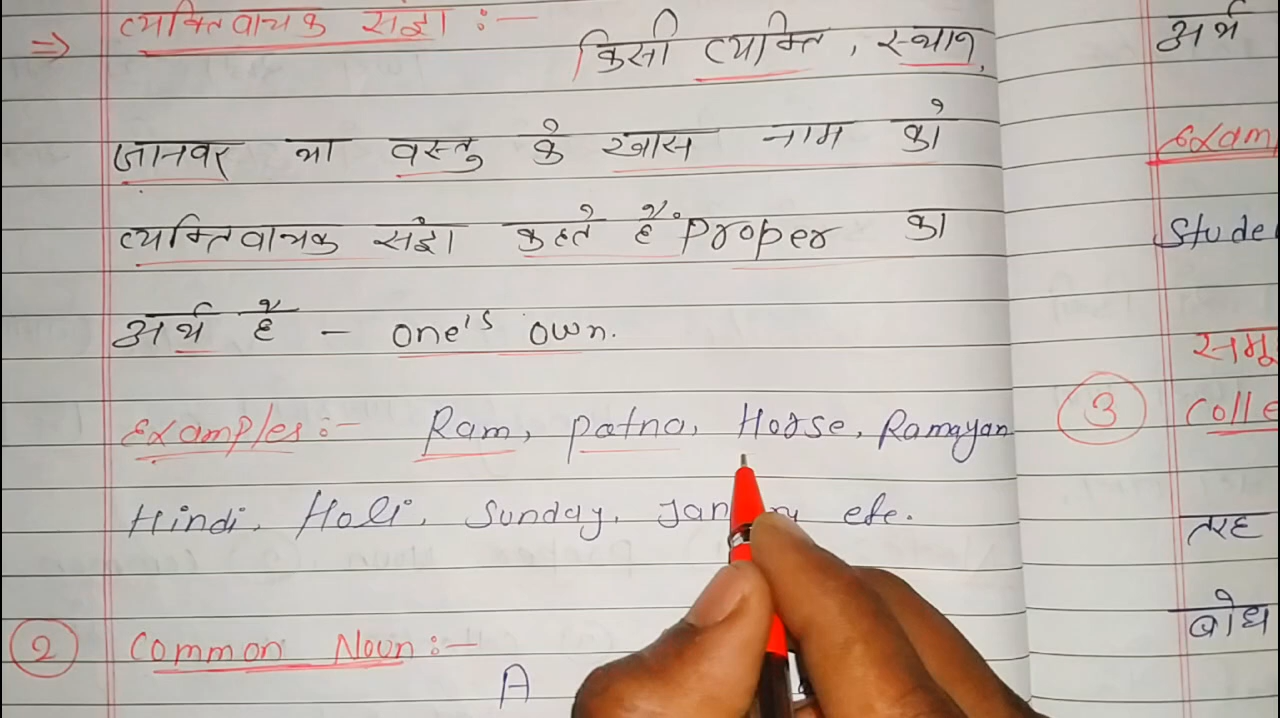 ⇒ व्यक्तिवाचक संज्ञा :-
किसी व्यक्ति, स्थान,
जानवर या वस्तु के खास नाम को
व्यक्तिवाचक संज्ञा कहते हैं। Proper का
अर्थ है - one's own.
Examples:- Ram, patna, Horse, Ramayan
Hindi, Holi, Sunday, etc.
2 Common Noun :-
A
अर्थ
Exam
Stude
समू
3 Colle
तरह
बोध